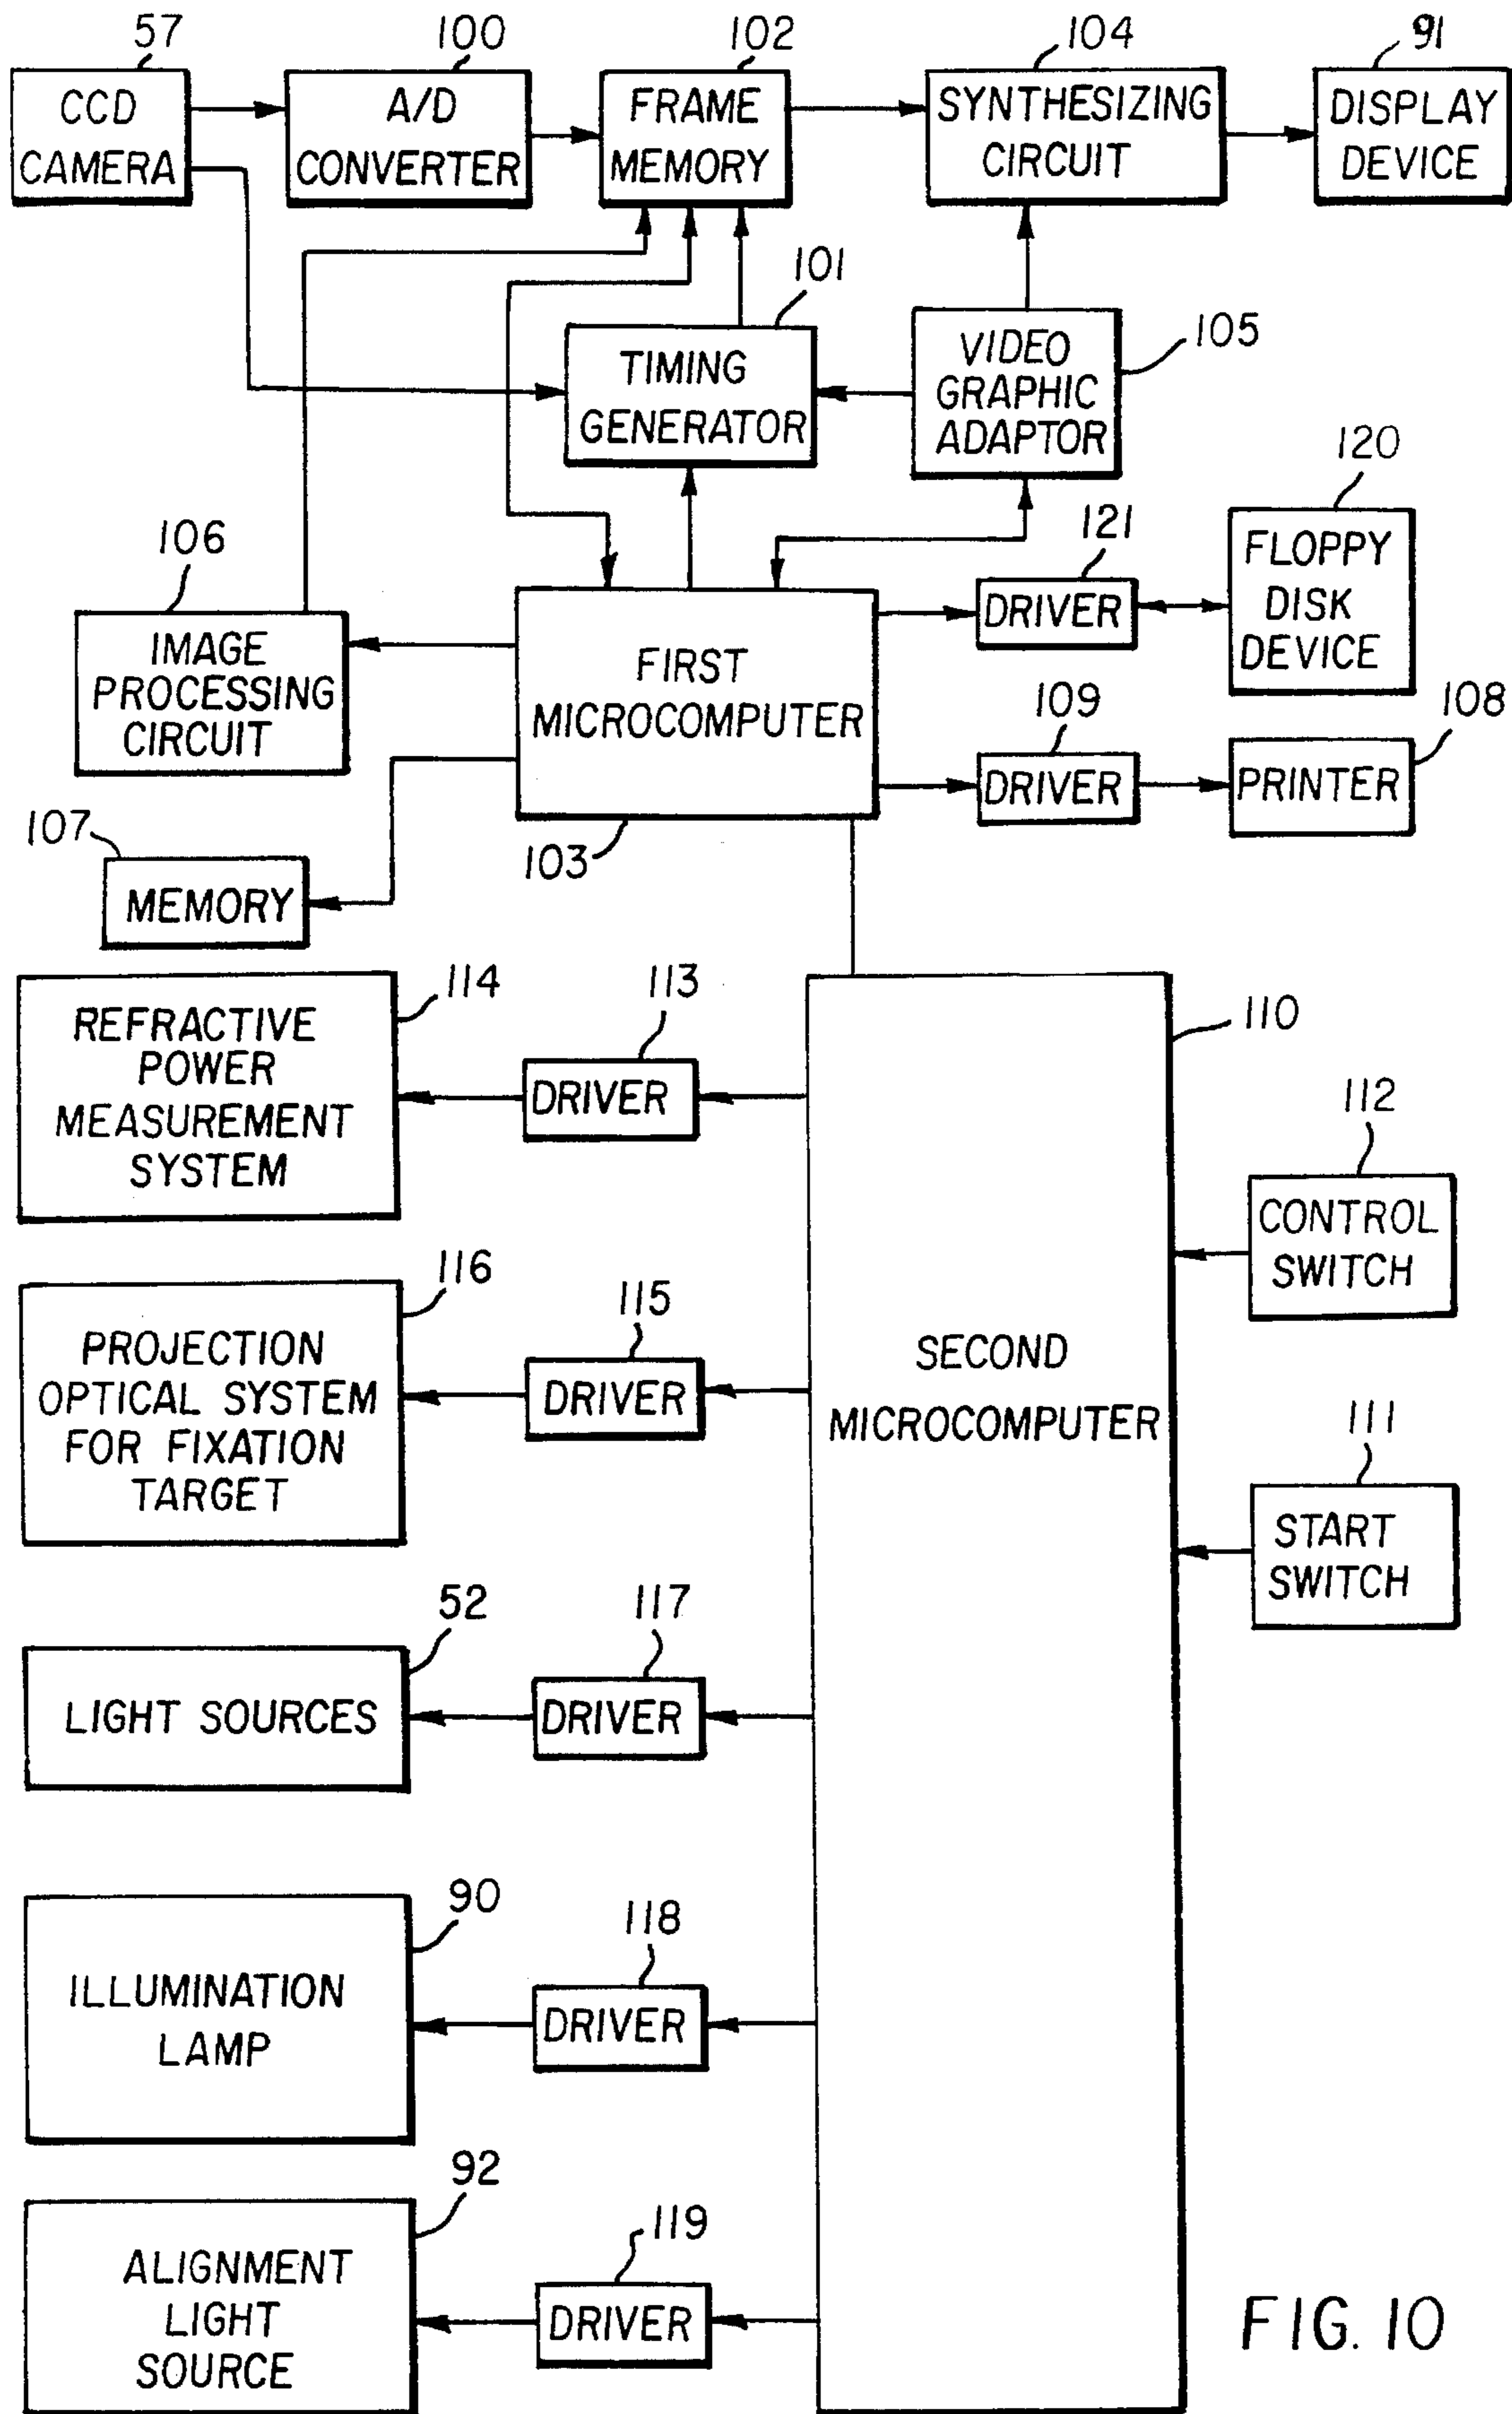 57
100
102
104
91
CCD
CAMERA
A/D
CONVERTER
FRAME
MEMORY
SYNTHESIZING
CIRCUIT
DISPLAY
DEVICE
101
TIMING
GENERATOR
105
VIDEO
GRAPHIC
ADAPTOR
120
FLOPPY
DISK
DEVICE
121
DRIVER
106
IMAGE
PROCESSING
CIRCUIT
FIRST
MICROCOMPUTER
103
109
DRIVER
108
PRINTER
107
MEMORY
114
REFRACTIVE
POWER
MEASUREMENT
SYSTEM
113
DRIVER
110
SECOND
MICROCOMPUTER
112
CONTROL
SWITCH
116
PROJECTION
OPTICAL SYSTEM
FOR FIXATION
TARGET
115
DRIVER
111
START
SWITCH
52
LIGHT SOURCES
117
DRIVER
90
ILLUMINATION
LAMP
118
DRIVER
92
ALIGNMENT
LIGHT
SOURCE
119
DRIVER
FIG. 10